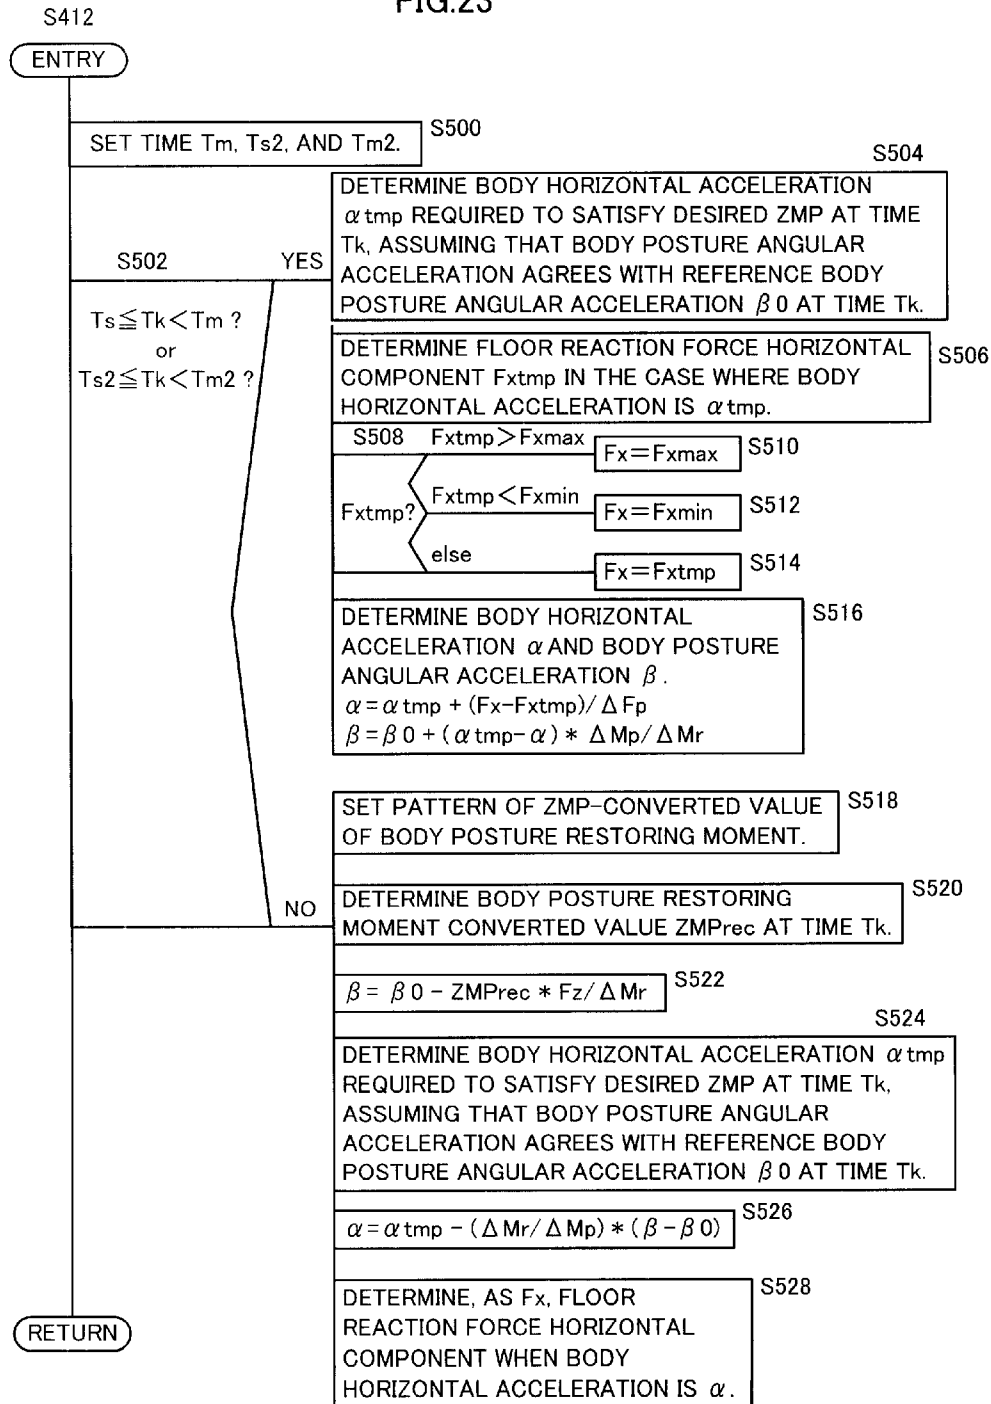 FIG.23
S412
ENTRY
SET TIME Tm, Ts2, AND Tm2.
S500
S504
DETERMINE BODY HORIZONTAL ACCELERATION
αtmp REQUIRED TO SATISFY DESIRED ZMP AT TIME
Tk, ASSUMING THAT BODY POSTURE ANGULAR
ACCELERATION AGREES WITH REFERENCE BODY
POSTURE ANGULAR ACCELERATION β0 AT TIME Tk.
S502
YES
Ts≦Tk<Tm ?
or
Ts2≦Tk<Tm2 ?
DETERMINE FLOOR REACTION FORCE HORIZONTAL
COMPONENT Fxtmp IN THE CASE WHERE BODY
HORIZONTAL ACCELERATION IS αtmp.
S506
S508
Fxtmp>Fxmax
Fx=Fxmax
S510
Fxtmp?
Fxtmp<Fxmin
Fx=Fxmin
S512
else
Fx=Fxtmp
S514
DETERMINE BODY HORIZONTAL
ACCELERATION α AND BODY POSTURE
ANGULAR ACCELERATION β.
α=αtmp + (Fx-Fxtmp)/ΔFp
β=β0+(αtmp-α)* ΔMp/ΔMr
S516
SET PATTERN OF ZMP-CONVERTED VALUE
OF BODY POSTURE RESTORING MOMENT.
S518
NO
DETERMINE BODY POSTURE RESTORING
MOMENT CONVERTED VALUE ZMPrec AT TIME Tk.
S520
β= β0-ZMPrec*Fz/ΔMr
S522
S524
DETERMINE BODY HORIZONTAL ACCELERATION αtmp
REQUIRED TO SATISFY DESIRED ZMP AT TIME Tk,
ASSUMING THAT BODY POSTURE ANGULAR
ACCELERATION AGREES WITH REFERENCE BODY
POSTURE ANGULAR ACCELERATION β0 AT TIME Tk.
α=αtmp-(ΔMr/ΔMp)*(β-β0)
S526
DETERMINE, AS Fx, FLOOR
REACTION FORCE HORIZONTAL
COMPONENT WHEN BODY
HORIZONTAL ACCELERATION IS α.
S528
RETURN